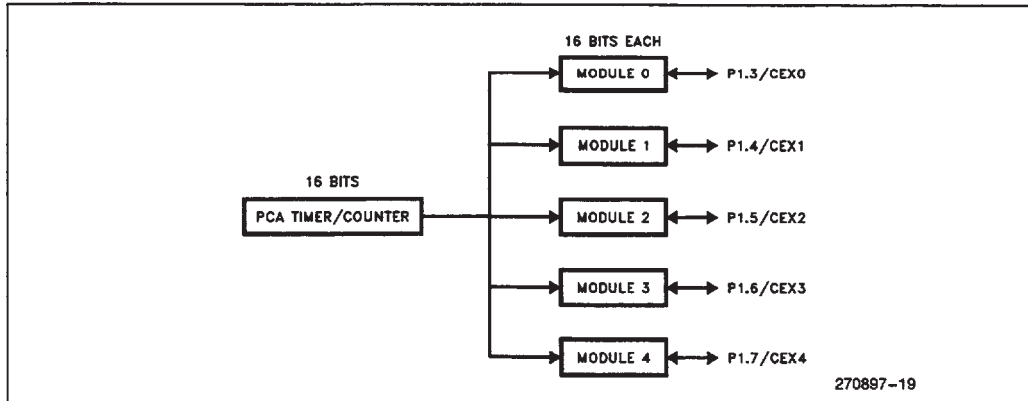 16 BITS EACH
MODULE 0
P1.3/CEX0
MODULE 1
P1.4/CEX1
16 BITS
PCA TIMER/COUNTER
MODULE 2
P1.5/CEX2
MODULE 3
P1.6/CEX3
MODULE 4
P1.7/CEX4
270897-19